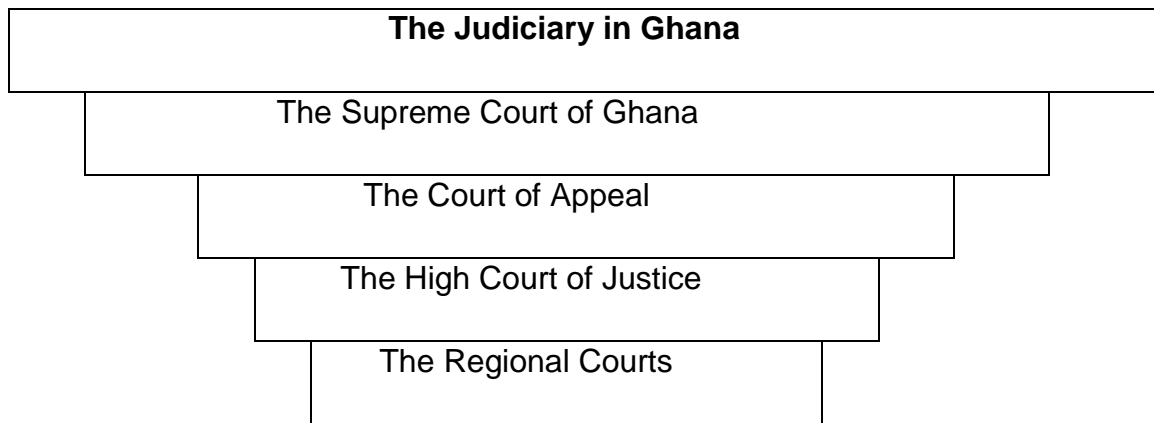 The Judiciary in Ghana
The Supreme Court of Ghana
The Court of Appeal
The High Court of Justice
The Regional Courts